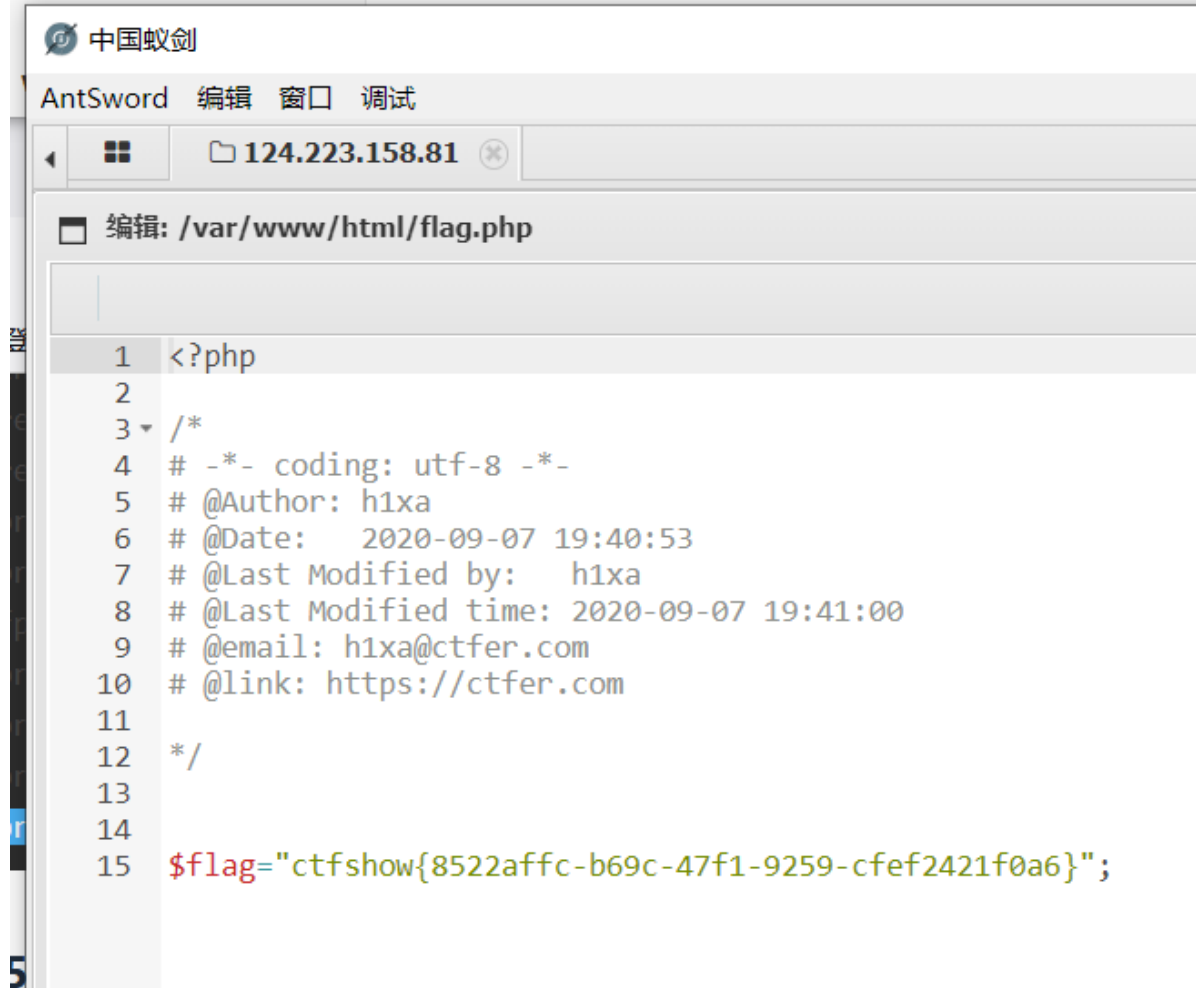 中国蚁剑
AntSword 编辑 窗口 调试
124.223.158.81
编辑: /var/www/html/flag.php
1 <?php
2
3 /*
4 # -*- coding: utf-8 -*-
5 # @Author: h1xa
6 # @Date:   2020-09-07 19:40:53
7 # @Last Modified by:   h1xa
8 # @Last Modified time: 2020-09-07 19:41:00
9 # @email: h1xa@ctfer.com
10 # @link: https://ctfer.com
11
12 */
13
14
15 $flag="ctfshow{8522affc-b69c-47f1-9259-cfef2421f0a6}";